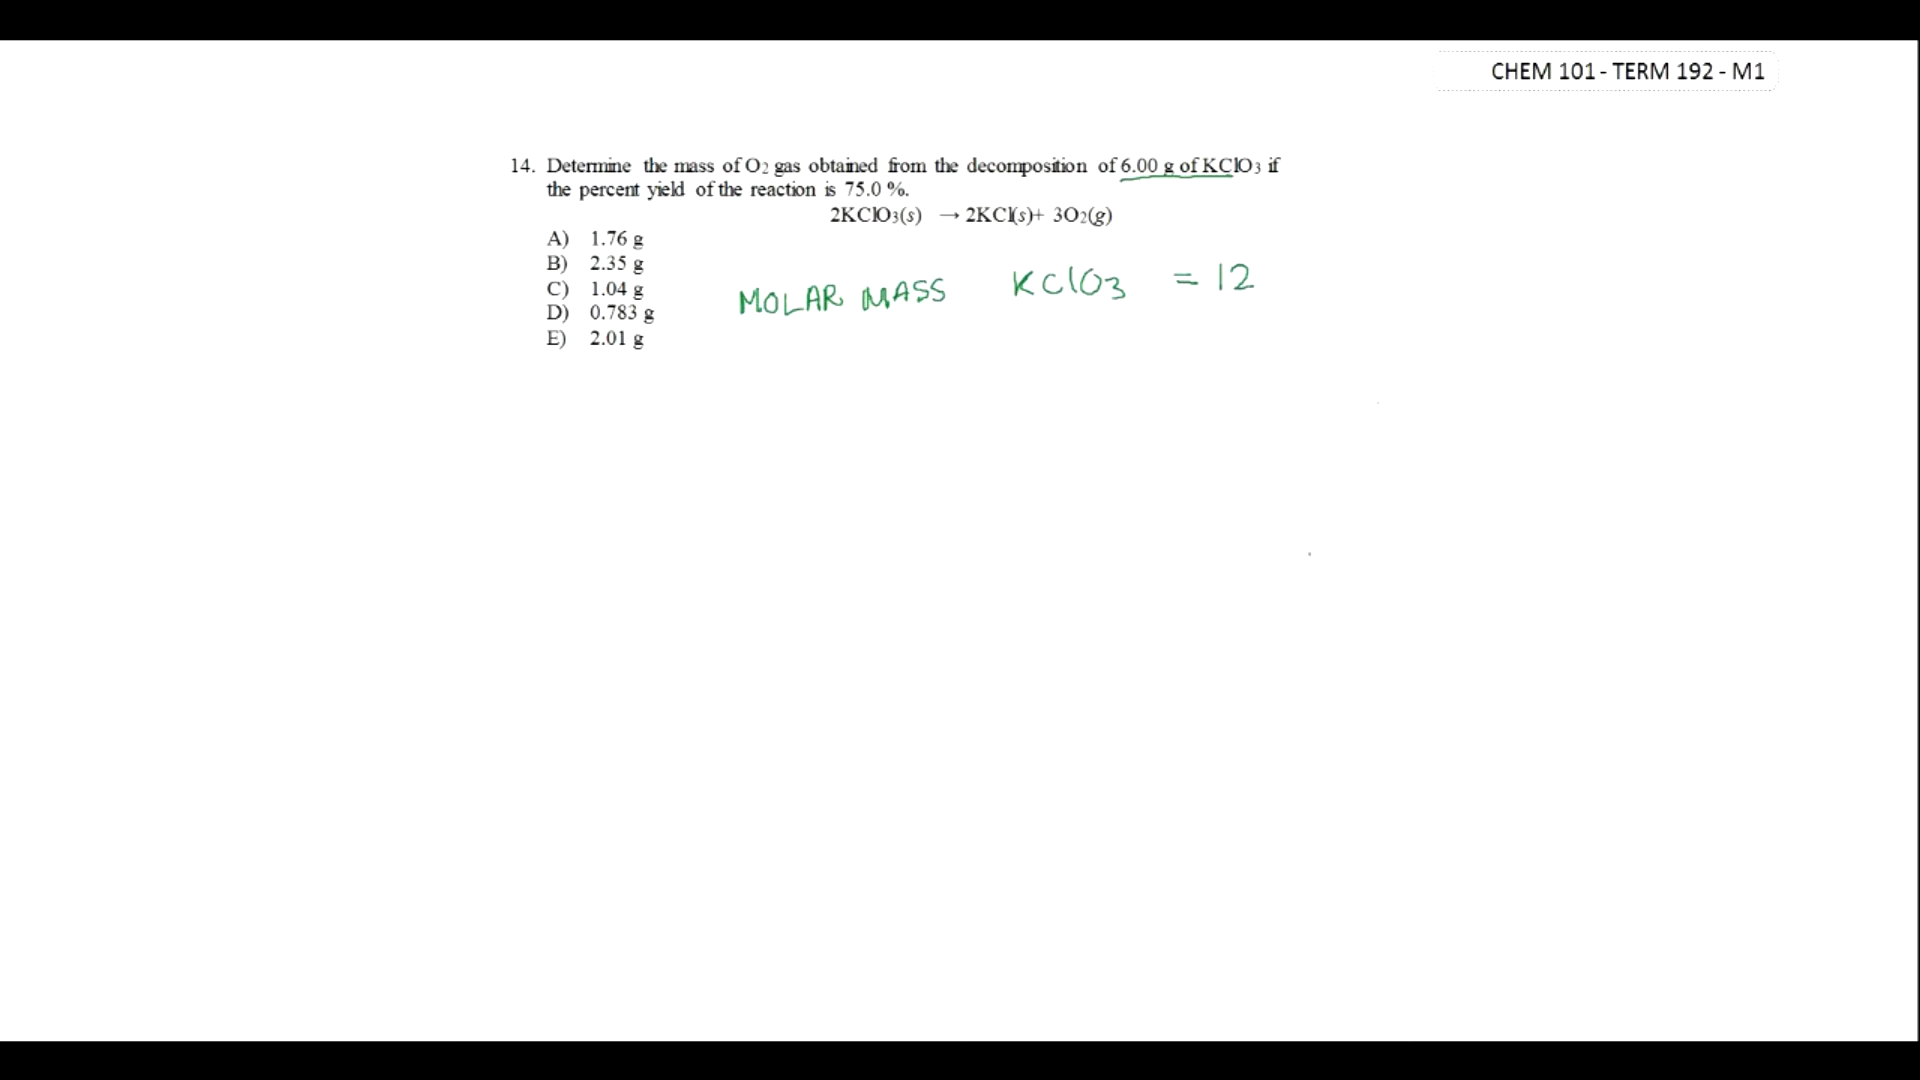 CHEM 101 - TERM 192 - M1
14. Determine the mass of O2 gas obtained from the decomposition of 6.00 g of KClO3 if
the percent yield of the reaction is 75.0 %.
2KClO3(s) → 2KCl(s)+ 3O2(g)
A) 1.76 g
B) 2.35 g
C) 1.04 g
D) 0.783 g
E) 2.01 g
MOLAR MASS KClO3 = 12